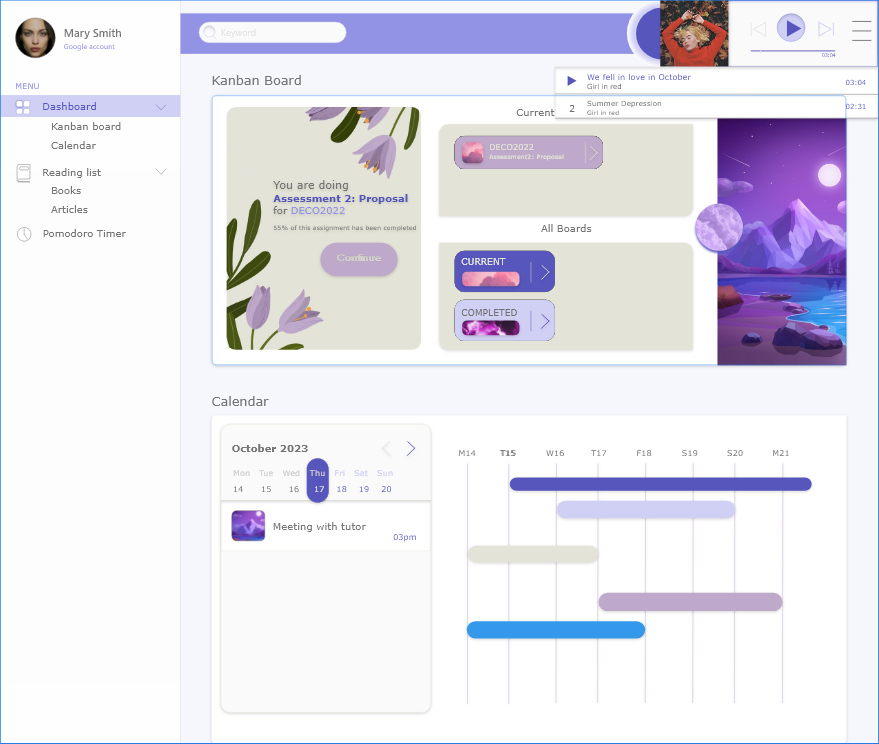 Mary Smith
Google account
MENU
Dashboard
Kanban board
Calendar
Reading list
Books
Articles
Pomodoro Timer
Keyword
03:04
We fell in love in October
Girl in red
03:04
2
Summer Depression
Girl in red
02:31
Kanban Board
You are doing
Assessment 2: Proposal
for DECO2022
55% of this assignment has been completed
Continue
Current
DECO2022
Assessment2: Proposal
All Boards
CURRENT
COMPLETED
Calendar
October 2023
Mon Tue Wed Thu Fri Sat Sun
14 15 16 17 18 19 20
Meeting with tutor
03pm
M14 T15 W16 T17 F18 S19 S20 M21